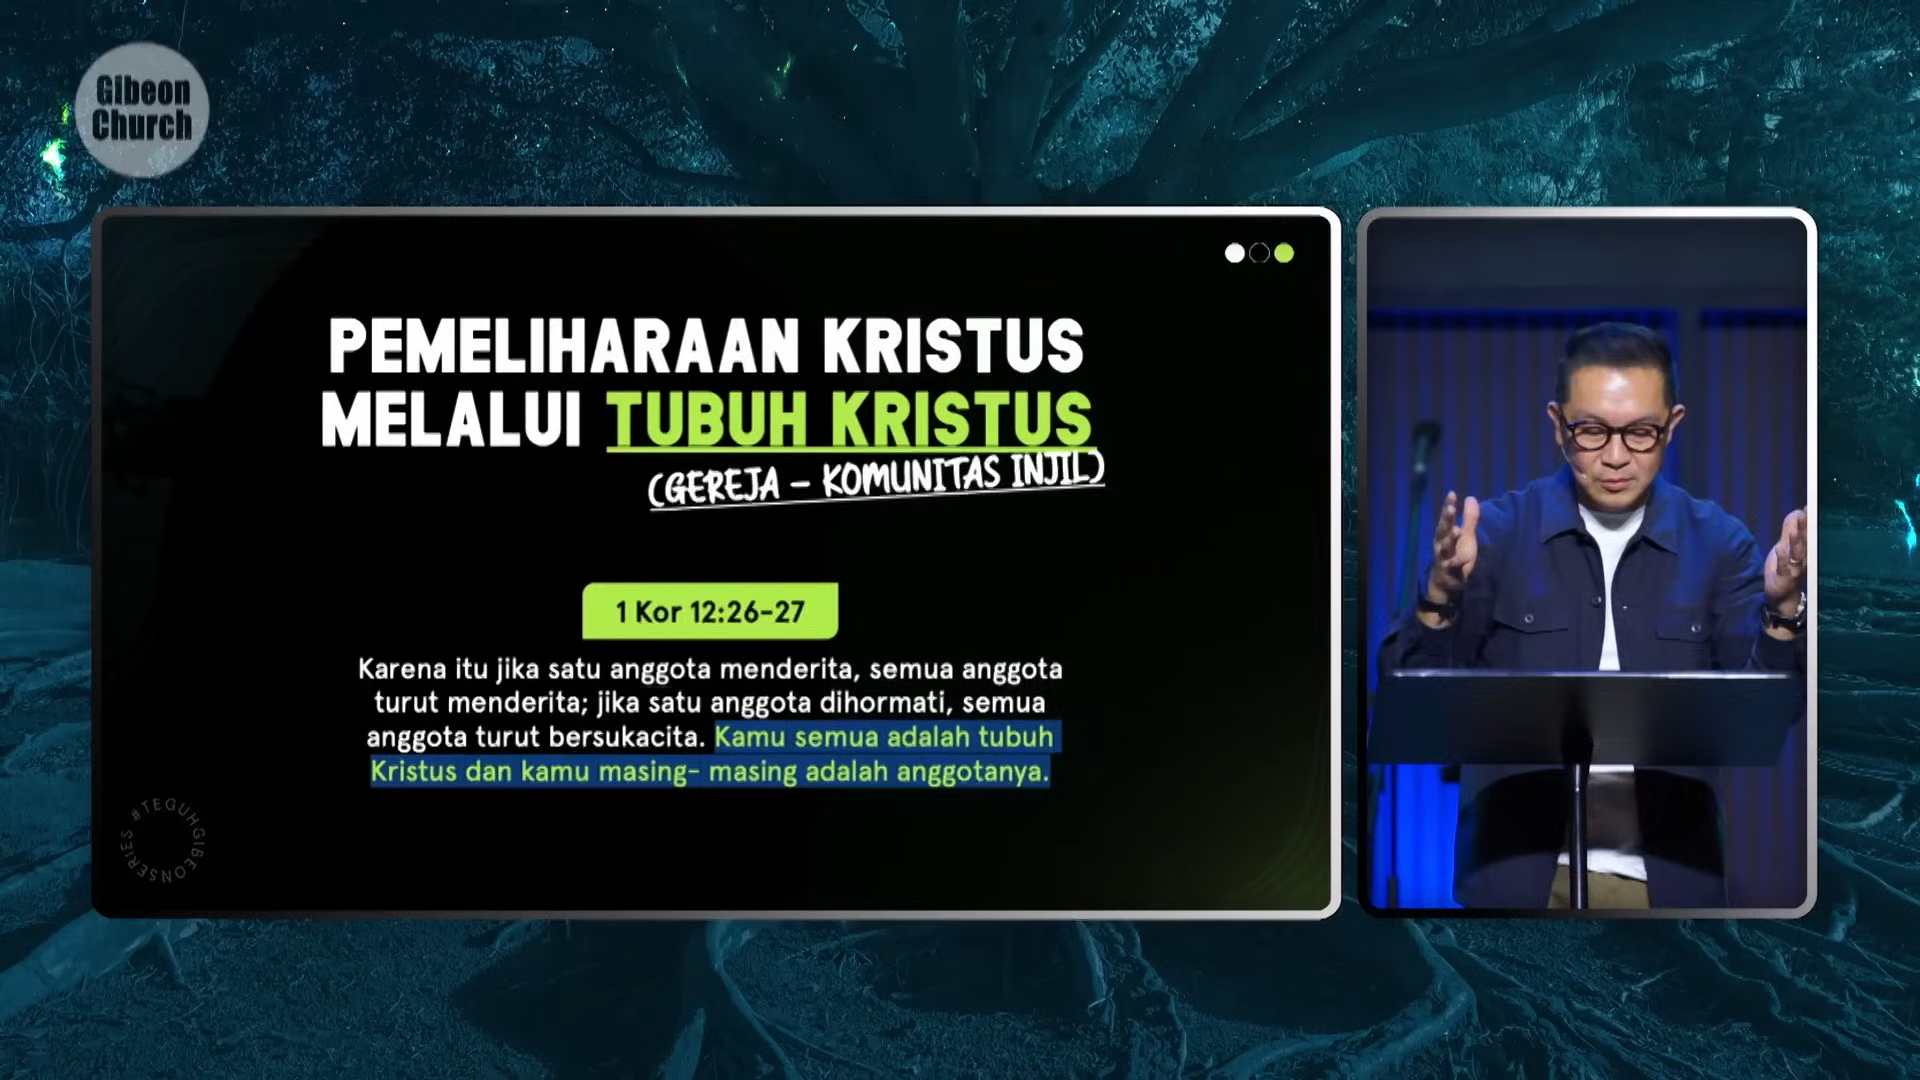 Gibeon
Church
PEMELIHARAAN KRISTUS
MELALUI TUBUH KRISTUS
(GEREJA – KOMUNITAS INJIL)
1 Kor 12:26-27
Karena itu jika satu anggota menderita, semua anggota
turut menderita; jika satu anggota dihormati, semua
anggota turut bersukacita. Kamu semua adalah tubuh
Kristus dan kamu masing- masing adalah anggotanya.
#TEGUHGIBEONSERIES